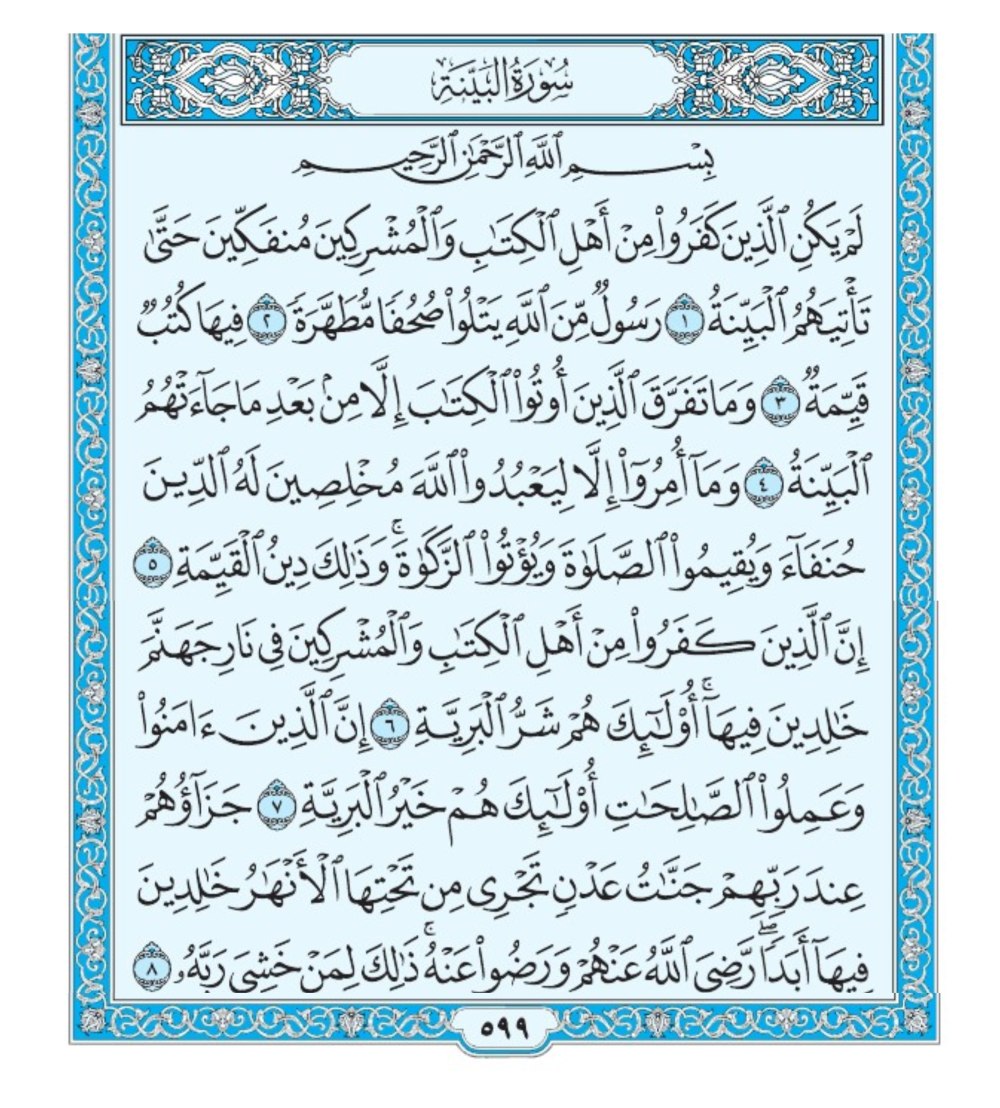 سُورَةُ الْبَيِّنَةِ
بِسْمِ ٱللَّهِ ٱلرَّحْمَٰنِ ٱلرَّحِيمِ
لَمْ يَكُنِ ٱلَّذِينَ كَفَرُوا۟ مِنْ أَهْلِ ٱلْكِتَٰبِ وَٱلْمُشْرِكِينَ مُنفَكِّينَ حَتَّىٰ
تَأْتِيَهُمُ ٱلْبَيِّنَةُ ١ رَسُولٌ مِّنَ ٱللَّهِ يَتْلُوا۟ صُحُفًا مُّطَهَّرَةً ٢ فِيهَا كُتُبٌ
قَيِّمَةٌ ٣ وَمَا تَفَرَّقَ ٱلَّذِينَ أُوتُوا۟ ٱلْكِتَٰبَ إِلَّا مِنۢ بَعْدِ مَا جَآءَتْهُمُ
ٱلْبَيِّنَةُ ٤ وَمَآ أُمِرُوٓا۟ إِلَّا لِيَعْبُدُوا۟ ٱللَّهَ مُخْلِصِينَ لَهُ ٱلدِّينَ
حُنَفَآءَ وَيُقِيمُوا۟ ٱلصَّلَوٰةَ وَيُؤْتُوا۟ ٱلزَّكَوٰةَ ۚ وَذَٰلِكَ دِينُ ٱلْقَيِّمَةِ ٥
إِنَّ ٱلَّذِينَ كَفَرُوا۟ مِنْ أَهْلِ ٱلْكِتَٰبِ وَٱلْمُشْرِكِينَ فِى نَارِ جَهَنَّمَ
خَٰلِدِينَ فِيهَآ ۚ أُو۟لَٰٓئِكَ هُمْ شَرُّ ٱلْبَرِيَّةِ ٦ إِنَّ ٱلَّذِينَ ءَامَنُوا۟
وَعَمِلُوا۟ ٱلصَّٰلِحَٰتِ أُو۟لَٰٓئِكَ هُمْ خَيْرُ ٱلْبَرِيَّةِ ٧ جَزَآؤُهُمْ
عِندَ رَبِّهِمْ جَنَّٰتُ عَدْنٍ تَجْرِى مِن تَحْتِهَا ٱلْأَنْهَٰرُ خَٰلِدِينَ
فِيهَآ أَبَدًا ۖ رَّضِىَ ٱللَّهُ عَنْهُمْ وَرَضُوا۟ عَنْهُ ۚ ذَٰلِكَ لِمَنْ خَشِىَ رَبَّهُۥ ٨
٥٩٩